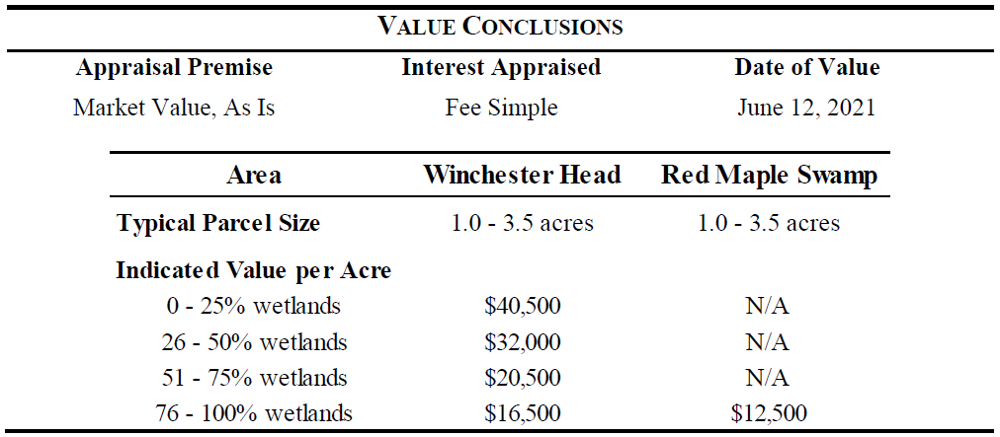 VALUE CONCLUSIONS
Appraisal Premise Interest Appraised Date of Value
Market Value, As Is Fee Simple June 12, 2021
Area Winchester Head Red Maple Swamp
Typical Parcel Size 1.0 - 3.5 acres 1.0 - 3.5 acres
Indicated Value per Acre
0 - 25% wetlands $40,500 N/A
26 - 50% wetlands $32,000 N/A
51 - 75% wetlands $20,500 N/A
76 - 100% wetlands $16,500 $12,500